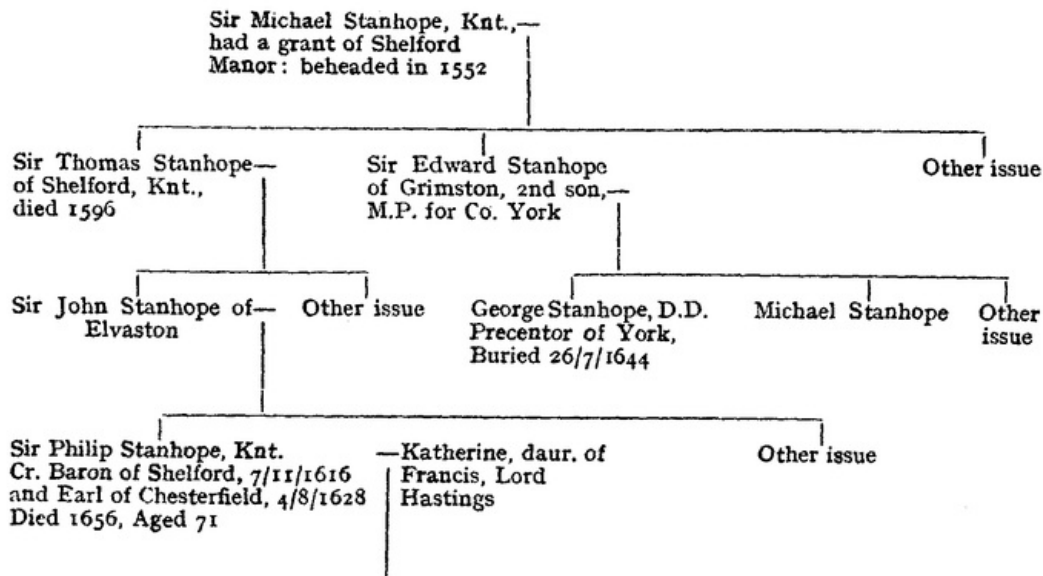 Sir Michael Stanhope, Knt.,—
had a grant of Shelford
Manor: beheaded in 1552
Sir Thomas Stanhope—
of Shelford, Knt.,
died 1596
Sir Edward Stanhope
of Grimston, 2nd son,—
M.P. for Co. York
Other issue
Sir John Stanhope of—
Elvaston
Other issue
George Stanhope, D.D.
Precentor of York,
Buried 26/7/1644
Michael Stanhope
Other
issue
Sir Philip Stanhope, Knt.
Cr. Baron of Shelford, 7/11/1616
and Earl of Chesterfield, 4/8/1628
Died 1656, Aged 71
—Katherine, daur. of
Francis, Lord
Hastings
Other issue